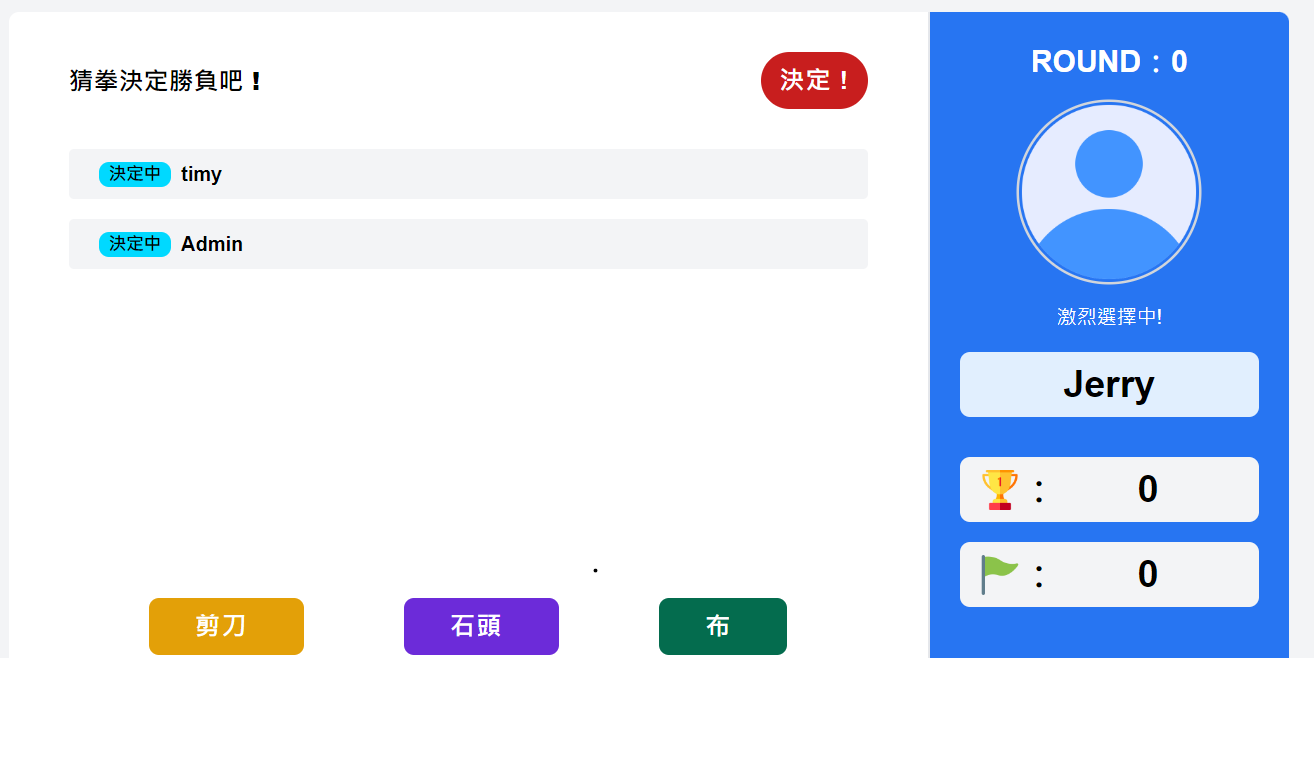 猜拳決定勝負吧！
決定！
決定中 timy
決定中 Admin
剪刀
石頭
布
ROUND：0
激烈選擇中!
Jerry
：0
：0